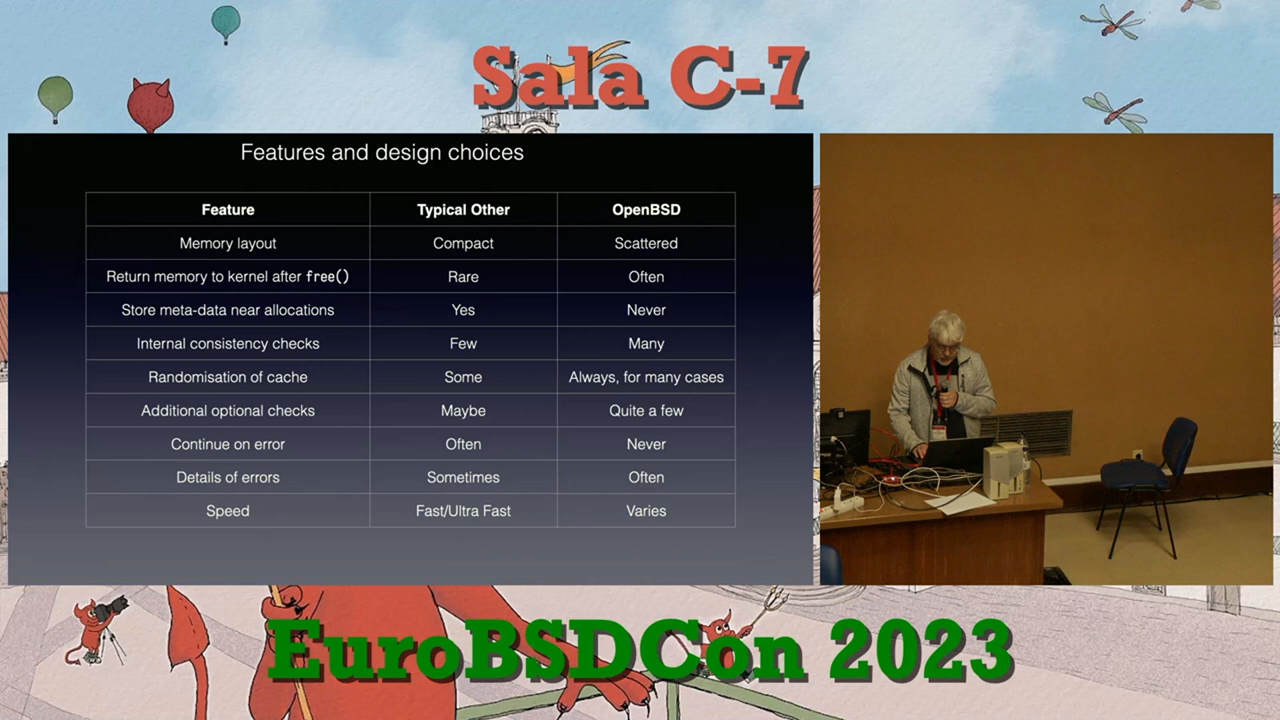 Sala C-7
Features and design choices
Feature Typical Other OpenBSD
Memory layout Compact Scattered
Return memory to kernel after free() Rare Often
Store meta-data near allocations Yes Never
Internal consistency checks Few Many
Randomisation of cache Some Always, for many cases
Additional optional checks Maybe Quite a few
Continue on error Often Never
Details of errors Sometimes Often
Speed Fast/Ultra Fast Varies
EuroBSDCon 2023